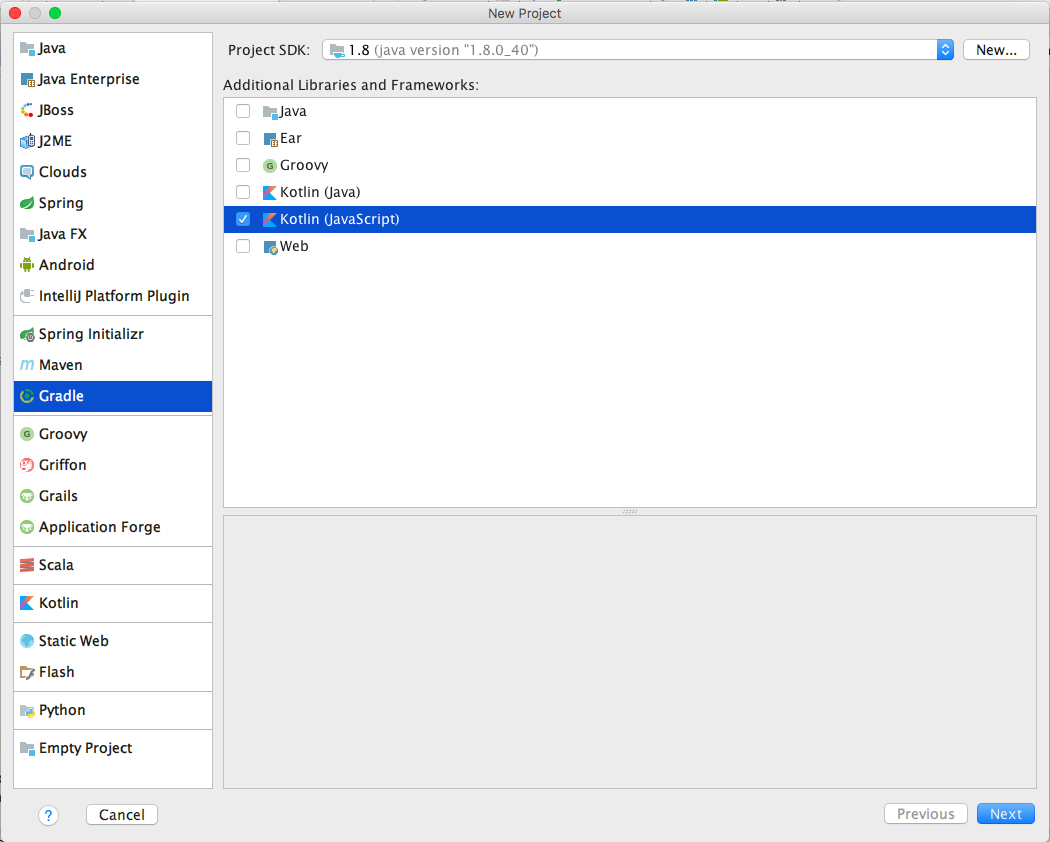 New Project
Java
Java Enterprise
JBoss
J2ME
Clouds
Spring
Java FX
Android
IntelliJ Platform Plugin
Spring Initializr
Maven
Gradle
Groovy
Griffon
Grails
Application Forge
Scala
Kotlin
Static Web
Flash
Python
Empty Project
Project SDK: 1.8 (java version "1.8.0_40") New...
Additional Libraries and Frameworks:
Java
Ear
Groovy
Kotlin (Java)
Kotlin (JavaScript)
Web
? Cancel Previous Next